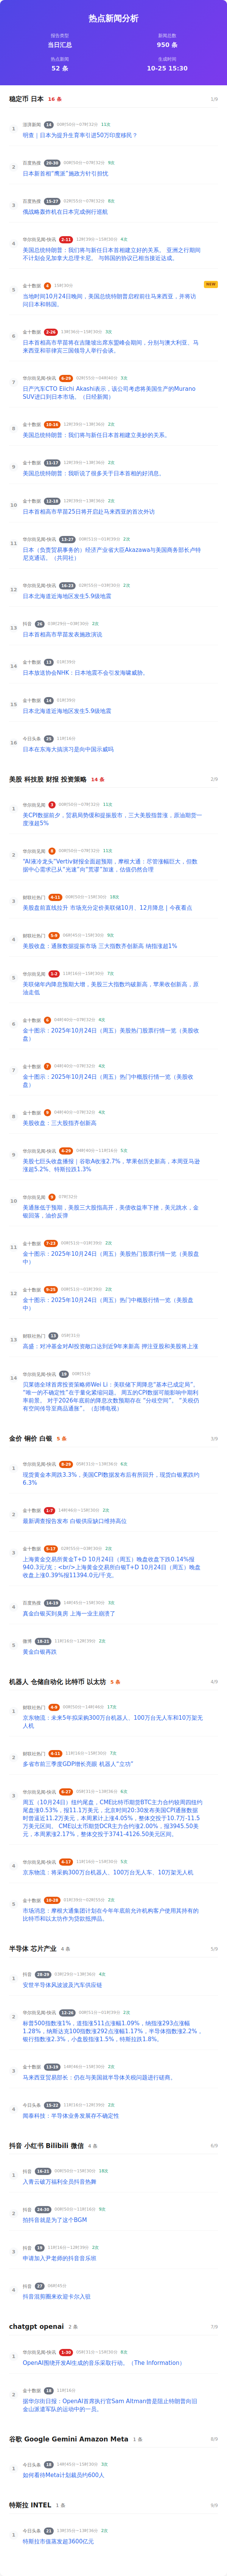 热点新闻分析
报告类型
新闻总数
当日汇总
950 条
热点新闻
生成时间
52 条
10-25 15:30
稳定币 日本 16 条
1/9
1
澎湃新闻
11次
明查｜日本为提升生育率引进50万印度移民？
2
百度热搜
日本新首相“鹰派”施政方针引担忧
3
百度热搜
俄战略轰炸机在日本完成例行巡航
4
华尔街见闻-快讯 2-11
4次
美国总统特朗普：我们将与新任日本首相建立好的关系。 亚洲之行期间
不计划会见加拿大总理卡尼。 与韩国的协议已相当接近达成。
NEW
5
金十数据
当地时间10月24日晚间，美国总统特朗普启程前往马来西亚，并将访
问日本和韩国。
6
金十数据
日本首相高市早苗将在吉隆坡出席东盟峰会期间，分别与澳大利亚、马
来西亚和菲律宾三国领导人举行会谈。
7
华尔街见闻-快讯
日产汽车CTO Eiichi Akashi表示，该公司考虑将美国生产的Murano
SUV进口到日本市场。（日经新闻）
8
金十数据
2次
美国总统特朗普：我们将与新任日本首相建立美妙的关系。
9
金十数据 11-17
2次
美国总统特朗普：我听说了很多关于日本首相的好消息。
10
金十数据
2次
日本首相高市早苗25日将开启赴马来西亚的首次外访
11
华尔街见闻-快讯
2次
日本（负责贸易事务的）经济产业省大臣Akazawa与美国商务部长卢特
尼克通话。（共同社）
12
华尔街见闻-快讯
2次
日本北海道近海地区发生5.9级地震
13
抖音
2次
日本首相高市早苗发表施政演说
14
金十数据
日本放送协会NHK：日本地震不会引发海啸威胁。
15
金十数据
日本北海道近海地区发生5.9级地震
16
今日头条
日本在东海大搞演习是向中国示威吗
美股 科技股 财报 投资策略 14 条
2/9
1
华尔街见闻
美CPI数据前夕，贸易局势缓和提振股市，三大美股指普涨，原油期货一
度涨超5%
2
华尔街见闻
“AI液冷龙头”Vertiv财报全面超预期，摩根大通：尽管涨幅巨大，但数
据中心需求已从“光速”向“荒谬”加速，估值仍然合理
3
财联社热门 4-11
美股盘前直线拉升 市场充分定价美联储10月、12月降息 | 今夜看点
4
财联社热门
美股收盘：通胀数据提振市场 三大指数齐创新高 纳指涨超1%
5
华尔街见闻
美联储年内降息预期大增，美股三大指数均破新高，苹果收创新高，原
油走低
6
金十数据
4次
金十图示：2025年10月24日（周五）美股热门股票行情一览（美股收
盘）
7
金十数据
4次
金十图示：2025年10月24日（周五）热门中概股行情一览（美股收
盘）
8
金十数据
4次
美股收盘：三大股指齐创新高
9
华尔街见闻-快讯
美股七巨头收盘播报｜谷歌A收涨2.7%，苹果创历史新高，本周亚马逊
涨超5.2%、特斯拉跌1.3%
10
华尔街见闻
美通胀低于预期，美股三大股指高开，美债收益率下挫，美元跳水，金
银回落，油价反弹
11
金十数据 7-23
2次
金十图示：2025年10月24日（周五）美股热门股票行情一览（美股盘
中）
12
金十数据
2次
金十图示：2025年10月24日（周五）热门中概股行情一览（美股盘
中）
13
财联社热门
高盛：对冲基金对AI投资敞口达到近9年来新高 押注亚股和美股将上涨
14
华尔街见闻-快讯
贝莱德全球首席投资策略师Wei Li：美联储下周降息“基本已成定局”。
“唯一的不确定性”在于量化紧缩问题。 周五的CPI数据可能影响中期利
率前景。 对于2026年底前的降息次数预期存在“分歧空间”。 “关税仍
有空间传导至商品通胀”。（彭博电视）
金价 铜价 白银 5 条
3/9
1
华尔街见闻-快讯
现货黄金本周跌3.3%，美国CPI数据发布后有所回升，现货白银累跌约
6.3%
2
金十数据 1-7
2次
最新调查报告发布 白银供应缺口维持高位
3
金十数据
2次
上海黄金交易所黄金T+D 10月24日（周五）晚盘收盘下跌0.14%报
940.3元/克；<br/>上海黄金交易所白银T+D 10月24日（周五）晚盘
收盘上涨0.39%报11394.0元/千克。
4
百度热搜
真金白银买到臭房 上海一业主崩溃了
5
微博
黄金白银再跌
机器人 仓储自动化 比特币 以太坊 5 条
4/9
1
财联社热门
京东物流：未来5年拟采购300万台机器人、100万台无人车和10万架无
人机
2
财联社热门 4-11
多省市前三季度GDP增长亮眼 机器人“立功”
3
华尔街见闻-快讯
周五（10月24日）纽约尾盘，CME比特币期货BTC主力合约较周四纽约
尾盘涨0.53%，报11.1万美元，北京时间20:30发布美国CPI通胀数据
时曾逼近11.2万美元，本周累计上涨4.05%，整体交投于10.7万-11.5
万美元区间。 CME以太币期货DCR主力合约涨2.00%，报3945.50美
元，本周累涨2.17%，整体交投于3741-4126.50美元区间。
4
华尔街见闻-快讯
京东物流：将采购300万台机器人、100万台无人车、10万架无人机
5
金十数据
2次
市场消息：摩根大通集团计划在今年年底前允许机构客户使用其持有的
比特币和以太坊作为贷款抵押品。
半导体 芯片产业 4 条
5/9
1
抖音
4次
安世半导体风波波及汽车供应链
2
华尔街见闻-快讯
2次
标普500指数涨1%，道指涨511点涨幅1.09%，纳指涨293点涨幅
1.28%，纳斯达克100指数涨292点涨幅1.17%，半导体指数涨2.2%，
银行指数涨2.3%，小盘股指涨1.5%，特斯拉跌1.8%。
3
金十数据
2次
马来西亚贸易部长：仍在与美国就半导体关税问题进行磋商。
4
今日头条
2次
闻泰科技：半导体业务发展存不确定性
抖音 小红书 Bilibili 微信 4 条
6/9
1
抖音
入青云破万福利全员抖音热舞
2
抖音
拍抖音就是为了这个BGM
3
抖音
2次
申请加入尹老师的抖音音乐班
4
抖音
抖音混剪圈来欢迎卡尔入驻
chatgpt openai 2 条
7/9
1
华尔街见闻-快讯
OpenAI围绕开发AI生成的音乐采取行动。（The Information）
2
金十数据
据华尔街日报：OpenAI首席执行官Sam Altman曾是阻止特朗普向旧
金山派遣军队的运动中的一员。
谷歌 Google Gemini Amazon Meta 1 条
8/9
1
今日头条
如何看待Meta计划裁员约600人
特斯拉 INTEL 1 条
9/9
1
今日头条
2次
特斯拉市值蒸发超3600亿元